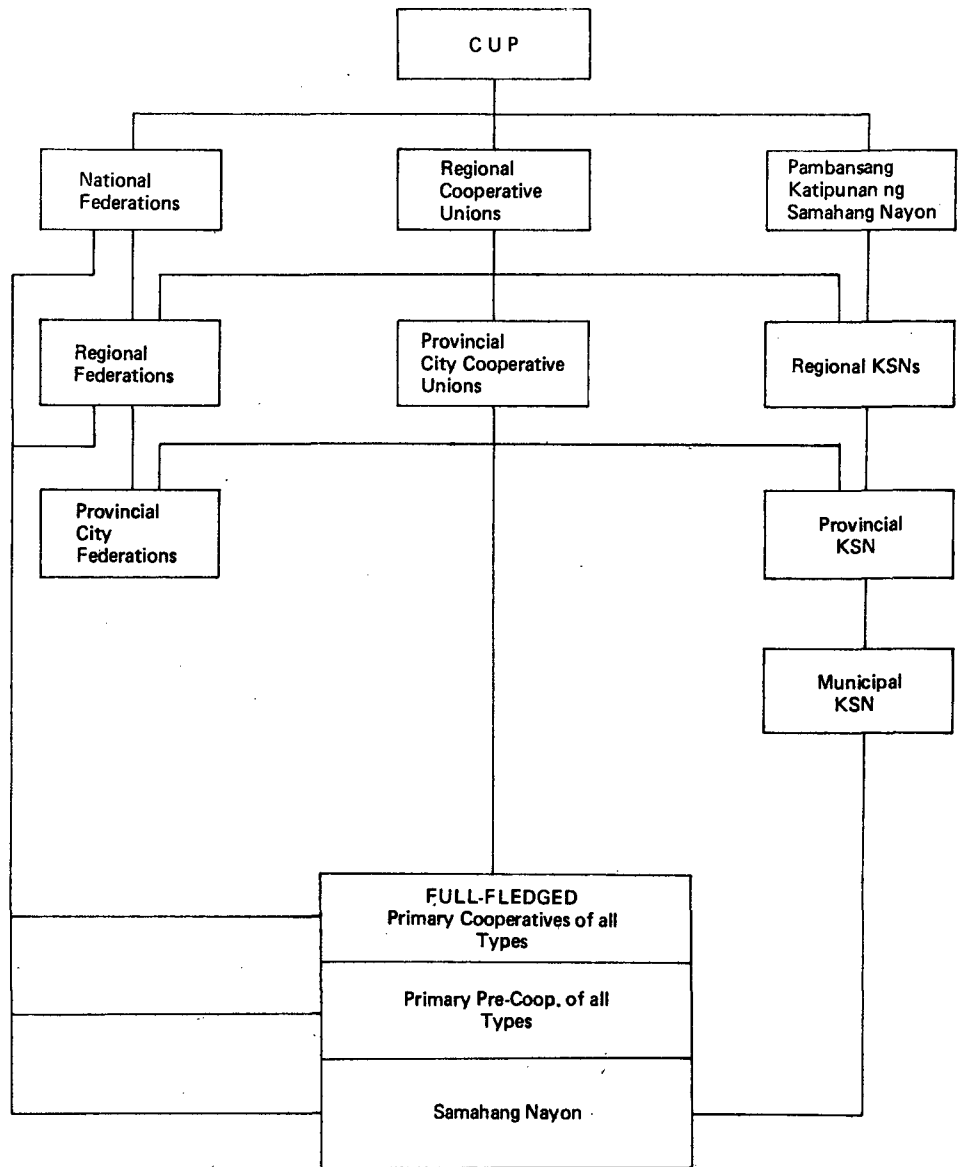 C U P
National
Federations
Regional
Cooperative
Unions
Pambansang
Katipunan ng
Samahang Nayon
Regional
Federations
Provincial
City Cooperative
Unions
Regional KSNs
Provincial
City
Federations
Provincial
KSN
Municipal
KSN
FULL-FLEDGED
Primary Cooperatives of all
Types
Primary Pre-Coop. of all
Types
Samahang Nayon